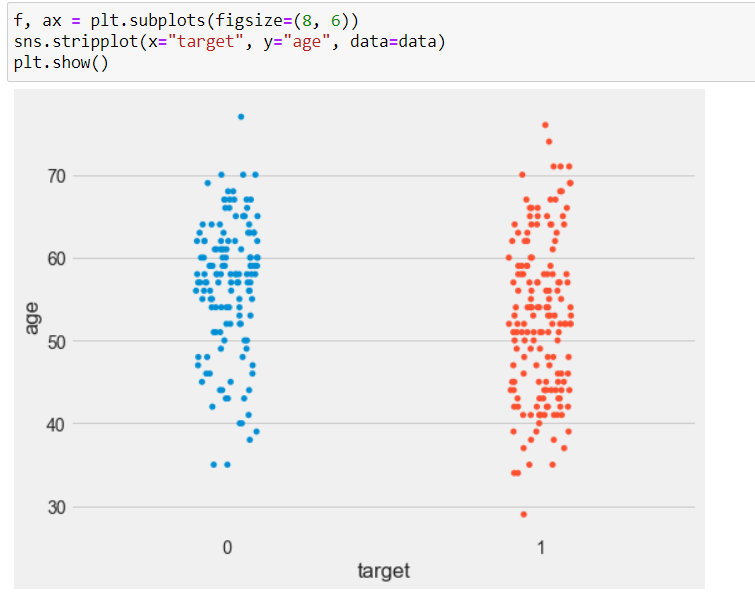 f, ax = plt.subplots(figsize=(8, 6))
sns.stripplot(x="target", y="age", data=data)
plt.show()
70
60
50
40
30
age
0 1
target